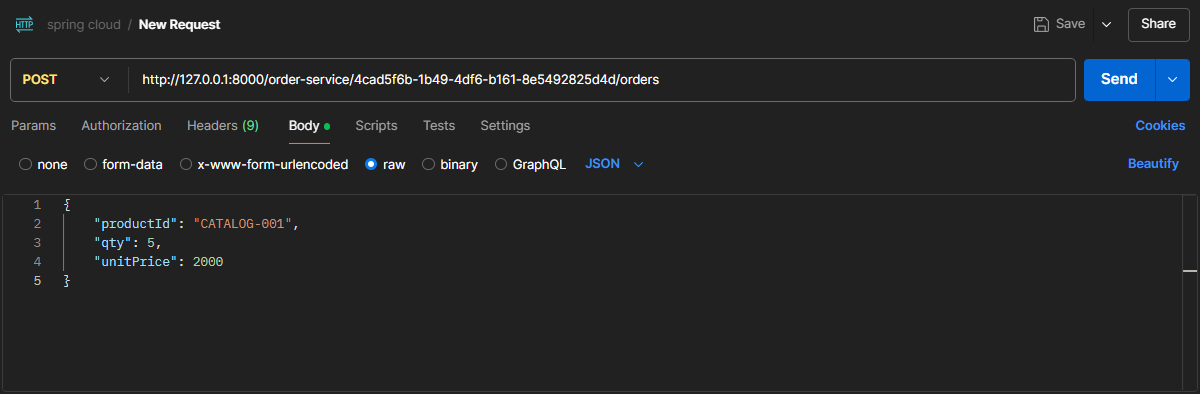 HTTP spring cloud / New Request Save Share
POST http://127.0.0.1:8000/order-service/4cad5f6b-1b49-4df6-b161-8e5492825d4d/orders Send
Params Authorization Headers (9) Body Scripts Tests Settings Cookies
none form-data x-www-form-urlencoded raw binary GraphQL JSON Beautify
1 {
2 "productId": "CATALOG-001",
3 "qty": 5,
4 "unitPrice": 2000
5 }